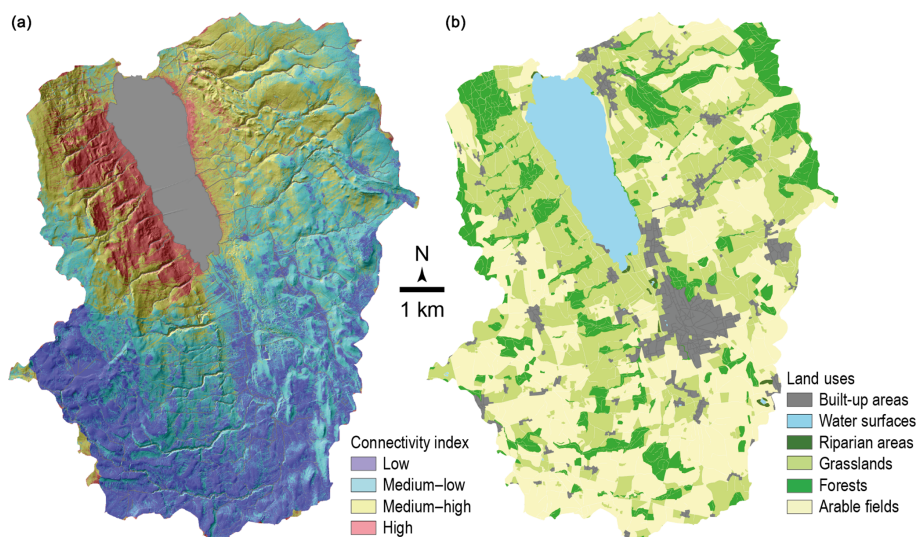 (a)
(b)
N
1 km
Connectivity index
Low
Medium–low
Medium–high
High
Land uses
Built-up areas
Water surfaces
Riparian areas
Grasslands
Forests
Arable fields